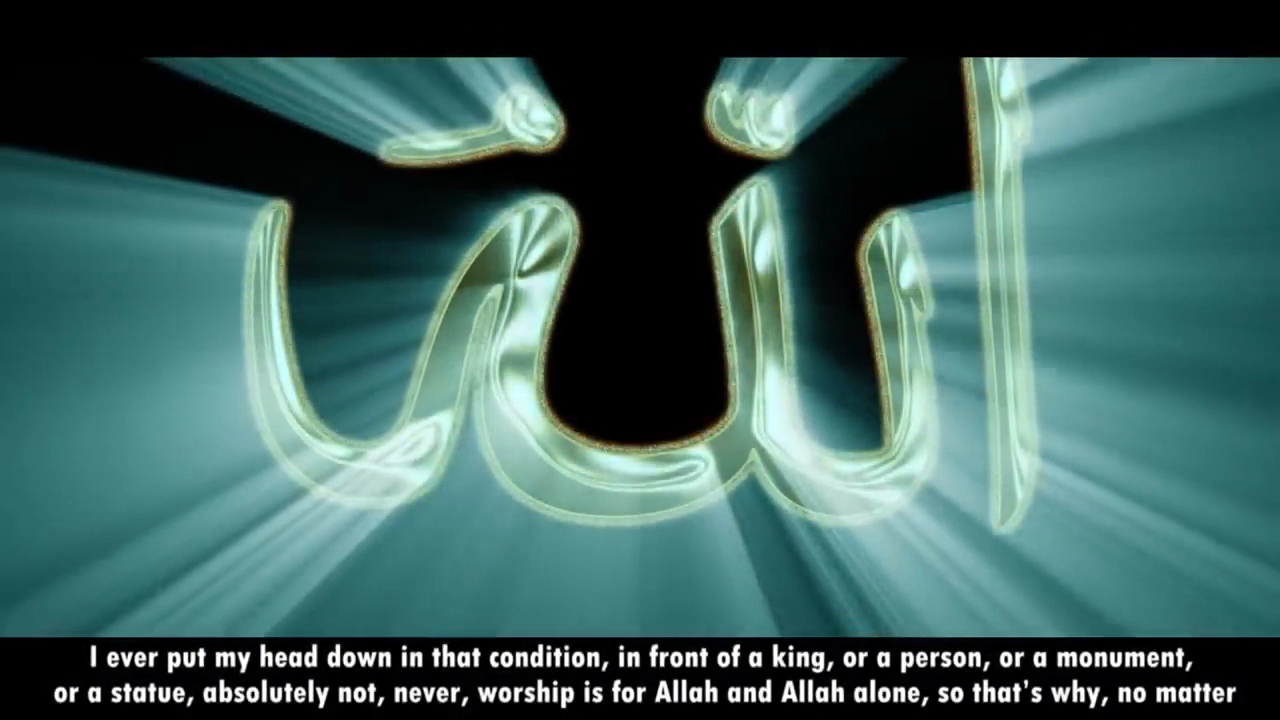 الله
I ever put my head down in that condition, in front of a king, or a person, or a monument,
or a statue, absolutely not, never, worship is for Allah and Allah alone, so that's why, no matter